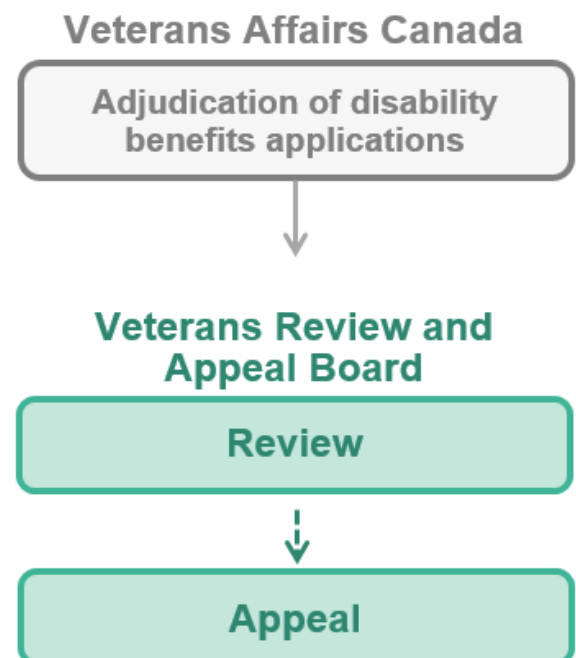 Veterans Affairs Canada
Adjudication of disability
benefits applications
Veterans Review and
Appeal Board
Review
Appeal